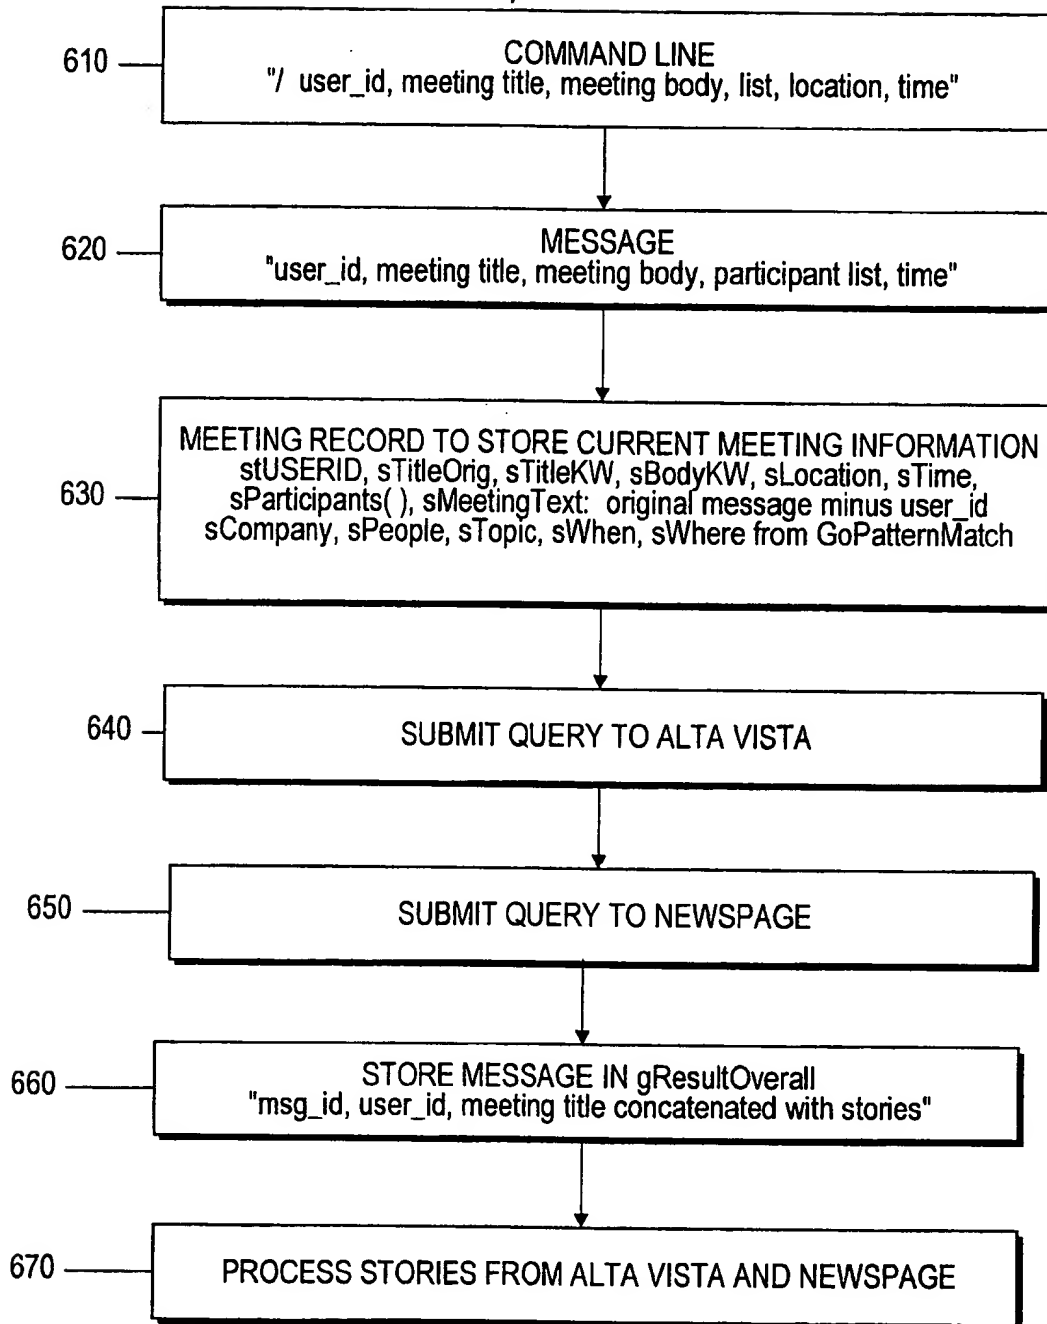 610
COMMAND LINE
"/ user_id, meeting title, meeting body, list, location, time"
620
MESSAGE
"user_id, meeting title, meeting body, participant list, time"
630
MEETING RECORD TO STORE CURRENT MEETING INFORMATION
stUSERID, sTitleOrig, sTitleKW, sBodyKW, sLocation, sTime,
sParticipants( ), sMeetingText: original message minus user_id
sCompany, sPeople, sTopic, sWhen, sWhere from GoPatternMatch
640
SUBMIT QUERY TO ALTA VISTA
650
SUBMIT QUERY TO NEWSPAGE
660
STORE MESSAGE IN gResultOverall
"msg_id, user_id, meeting title concatenated with stories"
670
PROCESS STORIES FROM ALTA VISTA AND NEWSPAGE